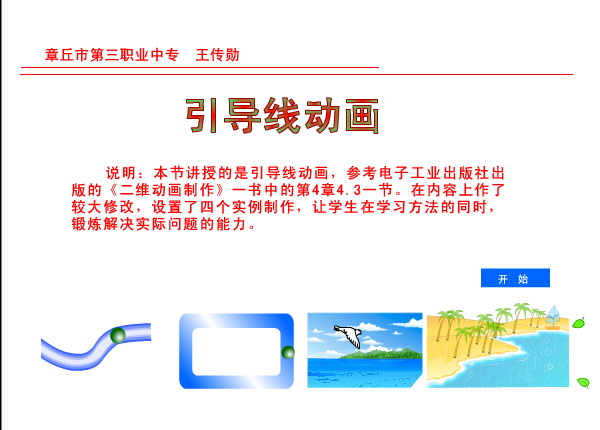 章丘市第三职业中专 王传勋
引导线动画
说明：本节讲授的是引导线动画，参考电子工业出版社出
版的《二维动画制作》一书中的第4章4.3一节。在内容上作了
较大修改，设置了四个实例制作，让学生在学习方法的同时，
锻炼解决实际问题的能力。
开 始